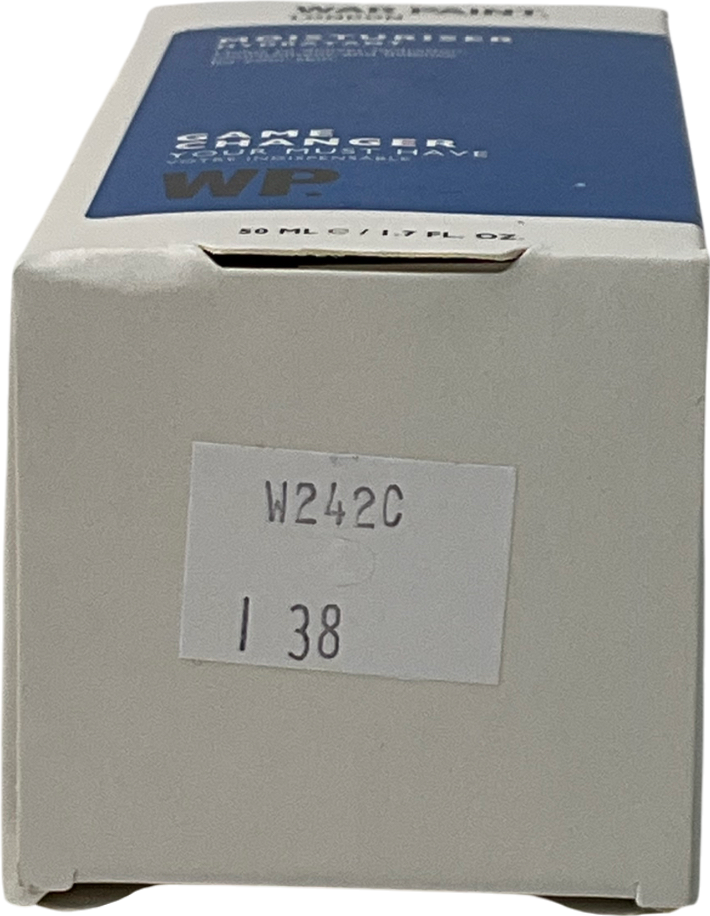 WAR PAINT
LONDON
MOISTURISER
HYDRATANT
GAME
CHANGER
YOUR MUST HAVE
VOTRE INDISPENSABLE
WP.
50 ML ℮ / 1.7 FL. OZ.
W242C
I 38